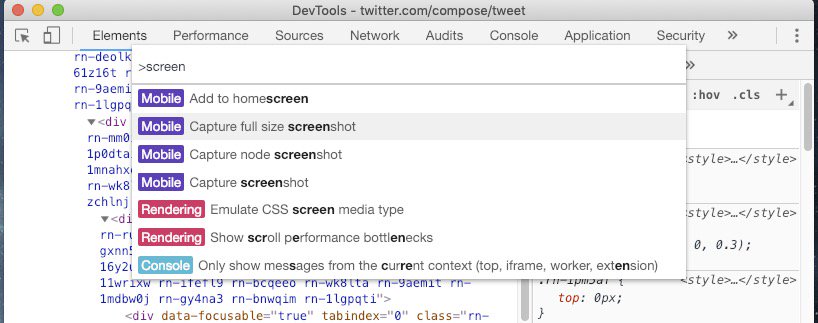 DevTools - twitter.com/compose/tweet
Elements Performance Sources Network Audits Console Application Security »
>screen
Mobile Add to homescreen
Mobile Capture full size screenshot
Mobile Capture node screenshot
Mobile Capture screenshot
Rendering Emulate CSS screen media type
Rendering Show scroll performance bottlenecks
Console Only show messages from the current context (top, iframe, worker, extension)
rn-deolk
61z16t
rn-9aemi
rn-1lgpq
▼<div
rn-mm0
1p0dta
1mnahx
rn-wk8
zchlnj
▼<div
rn-ru
gxnn5
16y2u
11wrixw rn-ifefl9 rn-bcqeeo rn-wk8lta rn-9aemit rn-
1mdbw0j rn-gy4na3 rn-bnwqim rn-1lgpqti">
<div data-focusable="true" tabindex="0" class="rn-
»
:hov .cls +
<style>…</style>
<style>…</style>
0, 0.3);
<style>…</style>
.rn-ipm5af {
top: 0px;
}